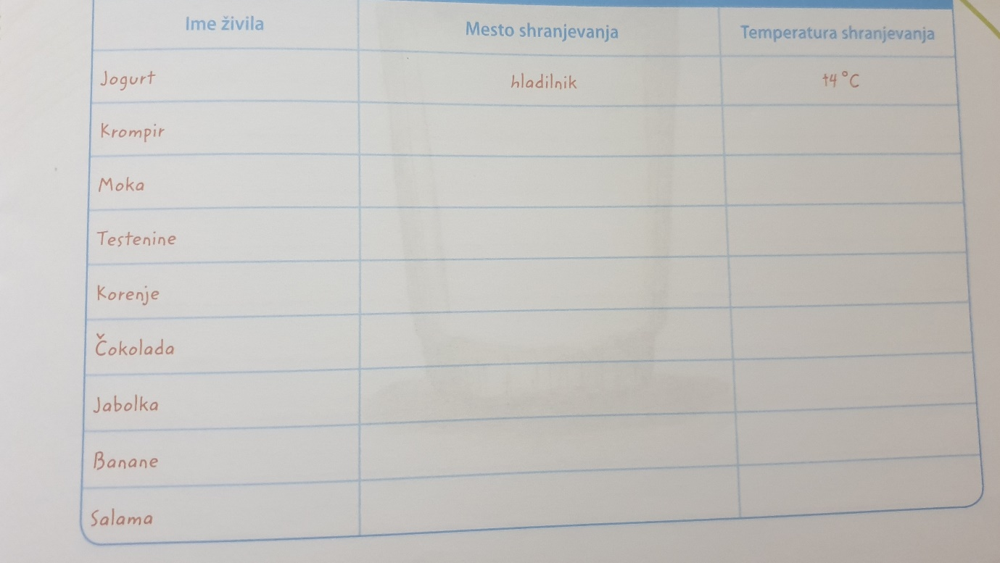 Ime živila
Mesto shranjevanja
Temperatura shranjevanja
Jogurt
hladilnik
+4 °C
Krompir
Moka
Testenine
Korenje
Čokolada
Jabolka
Banane
Salama